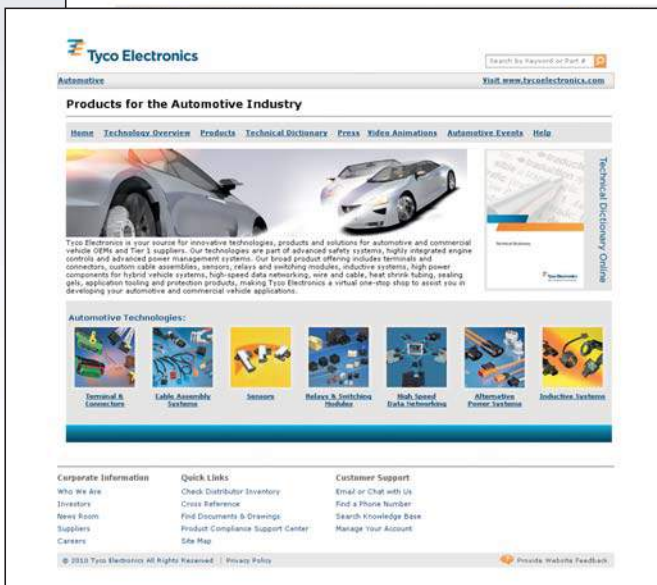 Tyco Electronics
Search by Keyword or Part #
Automotive
Visit www.tycoelectronics.com
Products for the Automotive Industry
Home Technology Overview Products Technical Dictionary Press Video Animations Automotive Events Help
Technical Dictionary Online
Technical Dictionary
Tyco Electronics
Tyco Electronics is your source for innovative technologies, products and solutions for automotive and commercial
vehicle OEMs and Tier 1 suppliers. Our technologies are part of advanced safety systems, highly integrated engine
controls and advanced power management systems. Our broad product offering includes terminals and
connectors, custom cable assemblies, sensors, relays and switching modules, inductive systems, high power
components for hybrid vehicle systems, high-speed data networking, wire and cable, heat shrink tubing, sealing
gels, application tooling and protection products, making Tyco Electronics a virtual one-stop shop to assist you in
developing your automotive and commercial vehicle applications.
Automotive Technologies:
Terminal &
Connectors
Cable Assembly
Systems
Sensors
Relays & Switching
Modules
High Speed
Data Networking
Alternative
Power Systems
Inductive Systems
Corporate Information
Who We Are
Investors
News Room
Suppliers
Careers
Quick Links
Check Distributor Inventory
Cross Reference
Find Documents & Drawings
Product Compliance Support Center
Site Map
Customer Support
Email or Chat with Us
Find a Phone Number
Search Knowledge Base
Manage Your Account
© 2010 Tyco Electronics All Rights Reserved | Privacy Policy
Provide Website Feedback